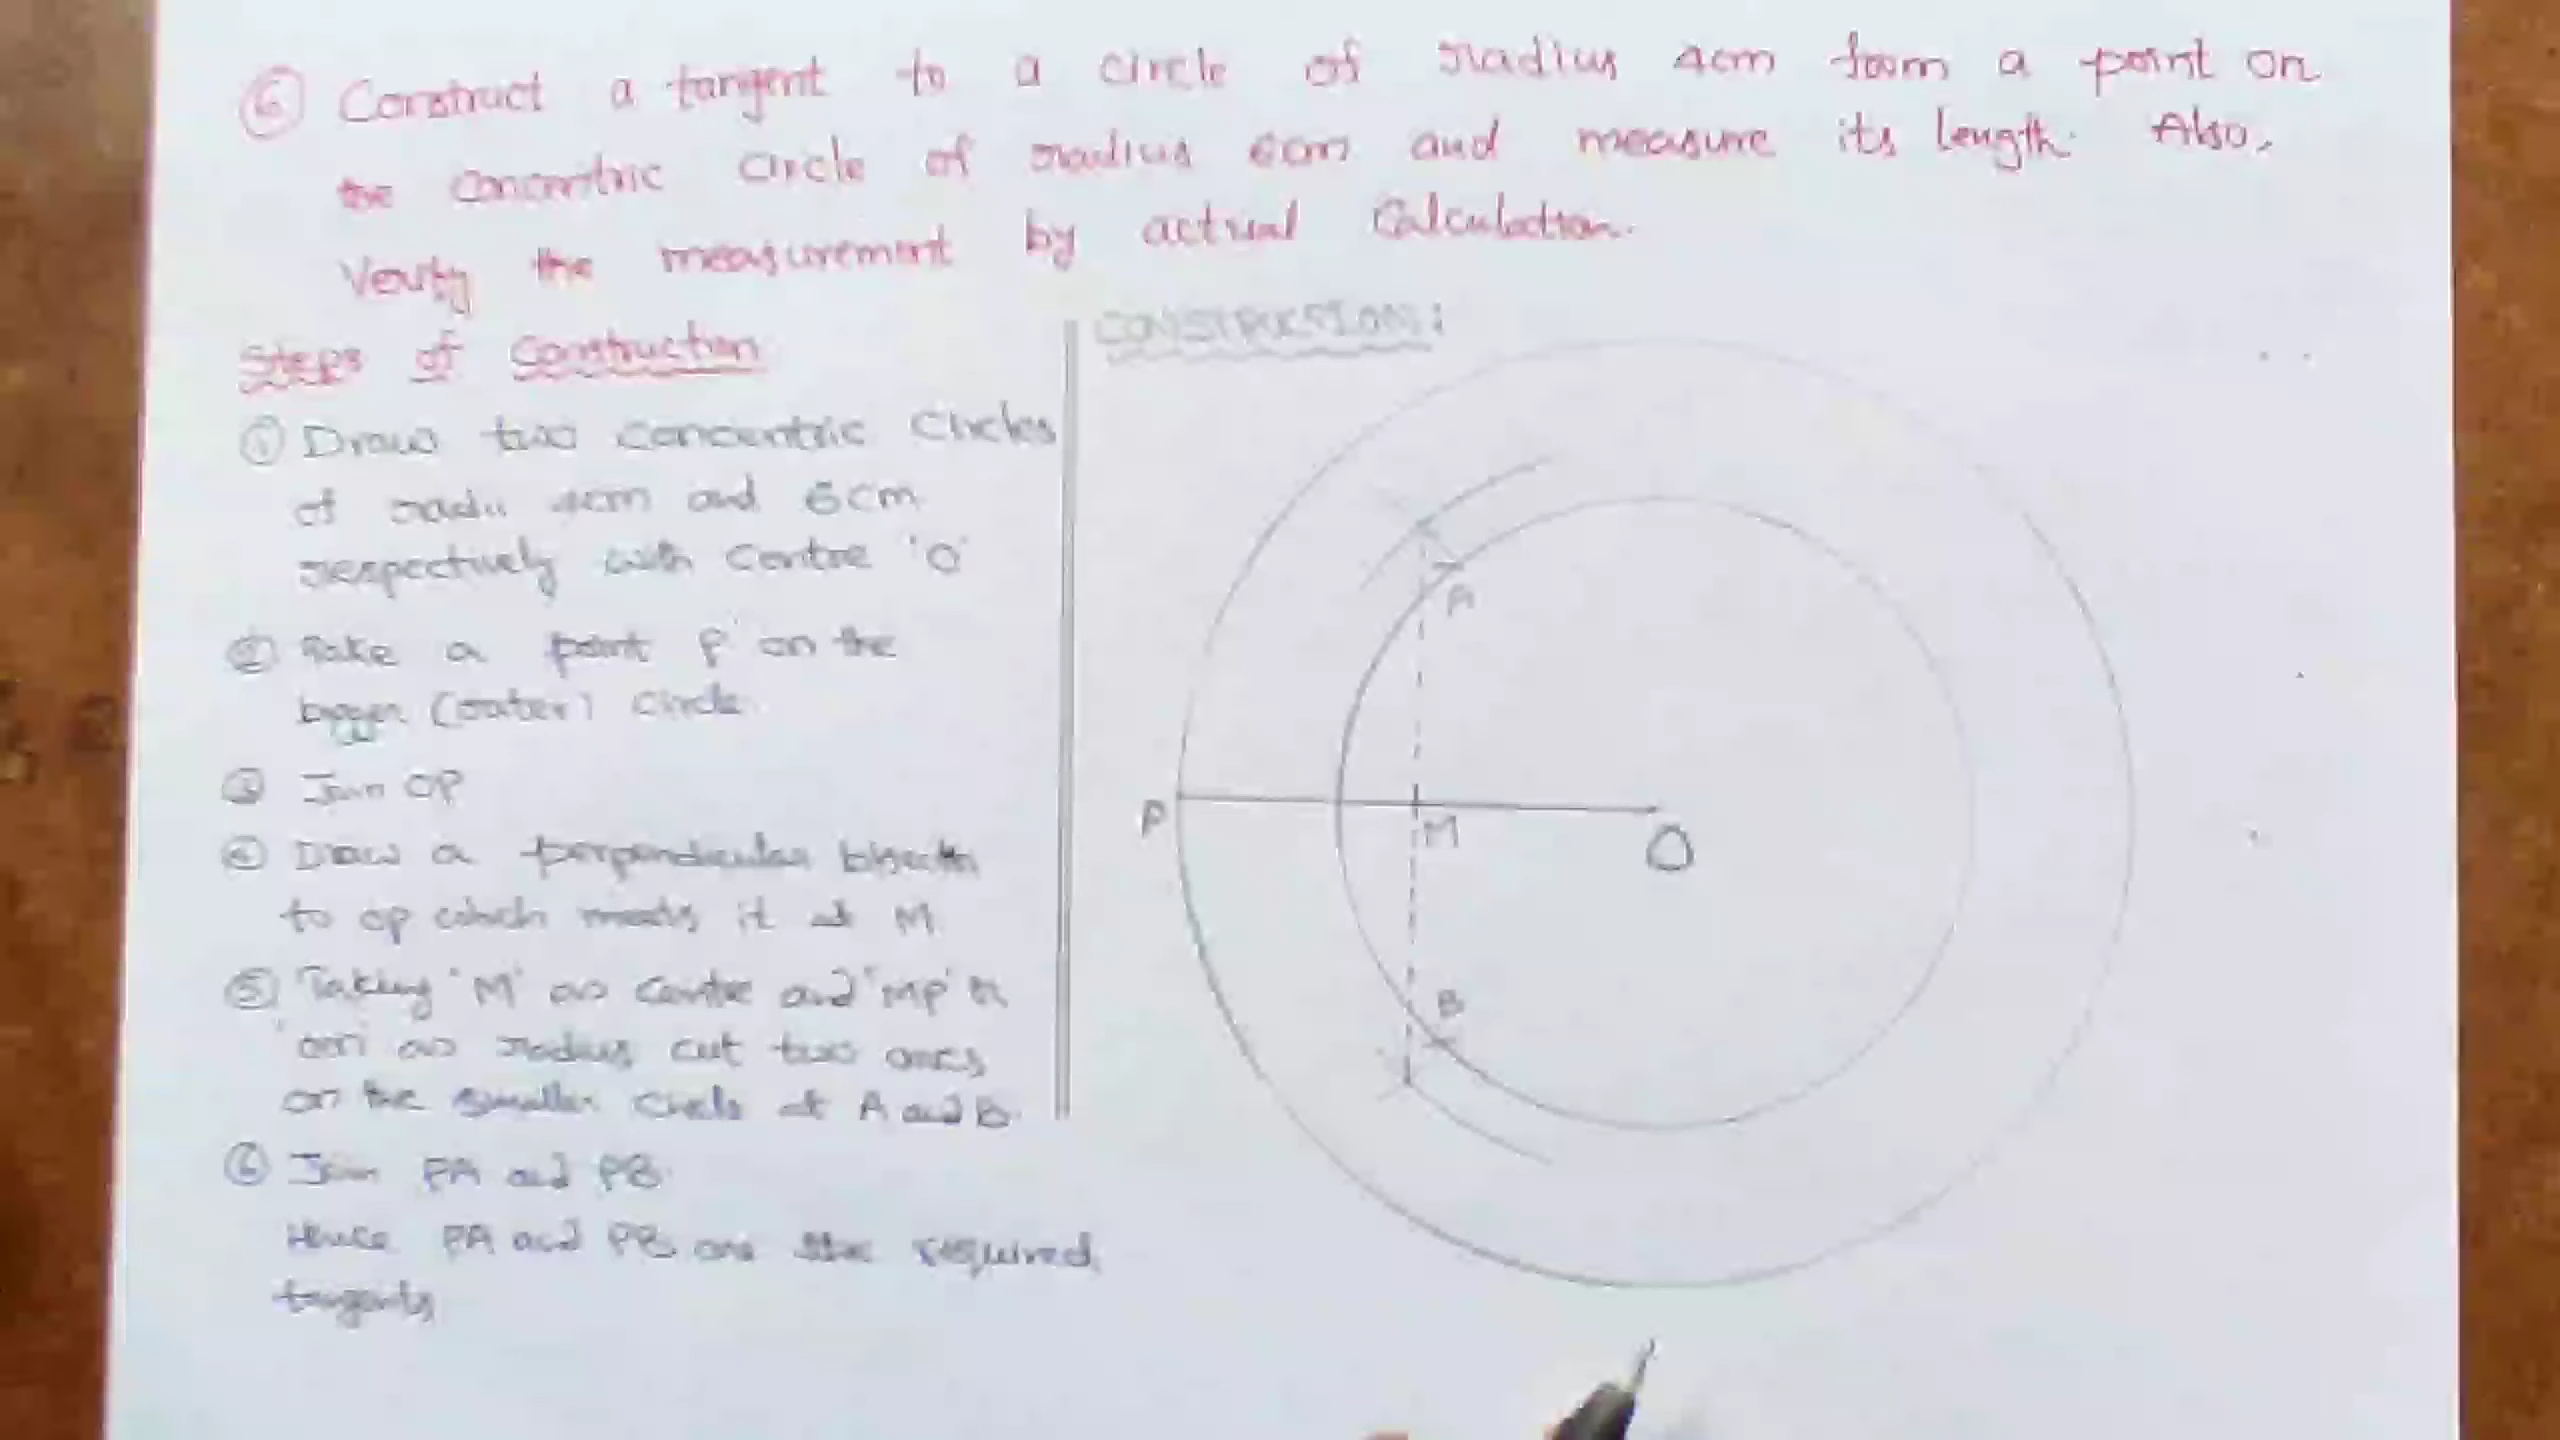 ⑥ Construct a tangent to a circle of radius 4cm form a point on
the concentric circle of radius 6cm and measure its length. Also,
Verify the measurement by actual Calculation.
Steps of Construction
① Draw two concentric Circles
of radii 4cm and 6cm
respectively with centre 'O'
② Take a point P on the
bigger (outer) circle.
③ Join OP
④ Draw a perpendicular
to OP which meets it at M.
⑤ Taking 'M' as centre and 'MP' or
'OM' as radius cut two arcs
on the smaller circle at A and B.
⑥ Join PA and PB.
Hence PA and PB are the required
tangents
CONSTRUCTION:
A
P
M
O
B